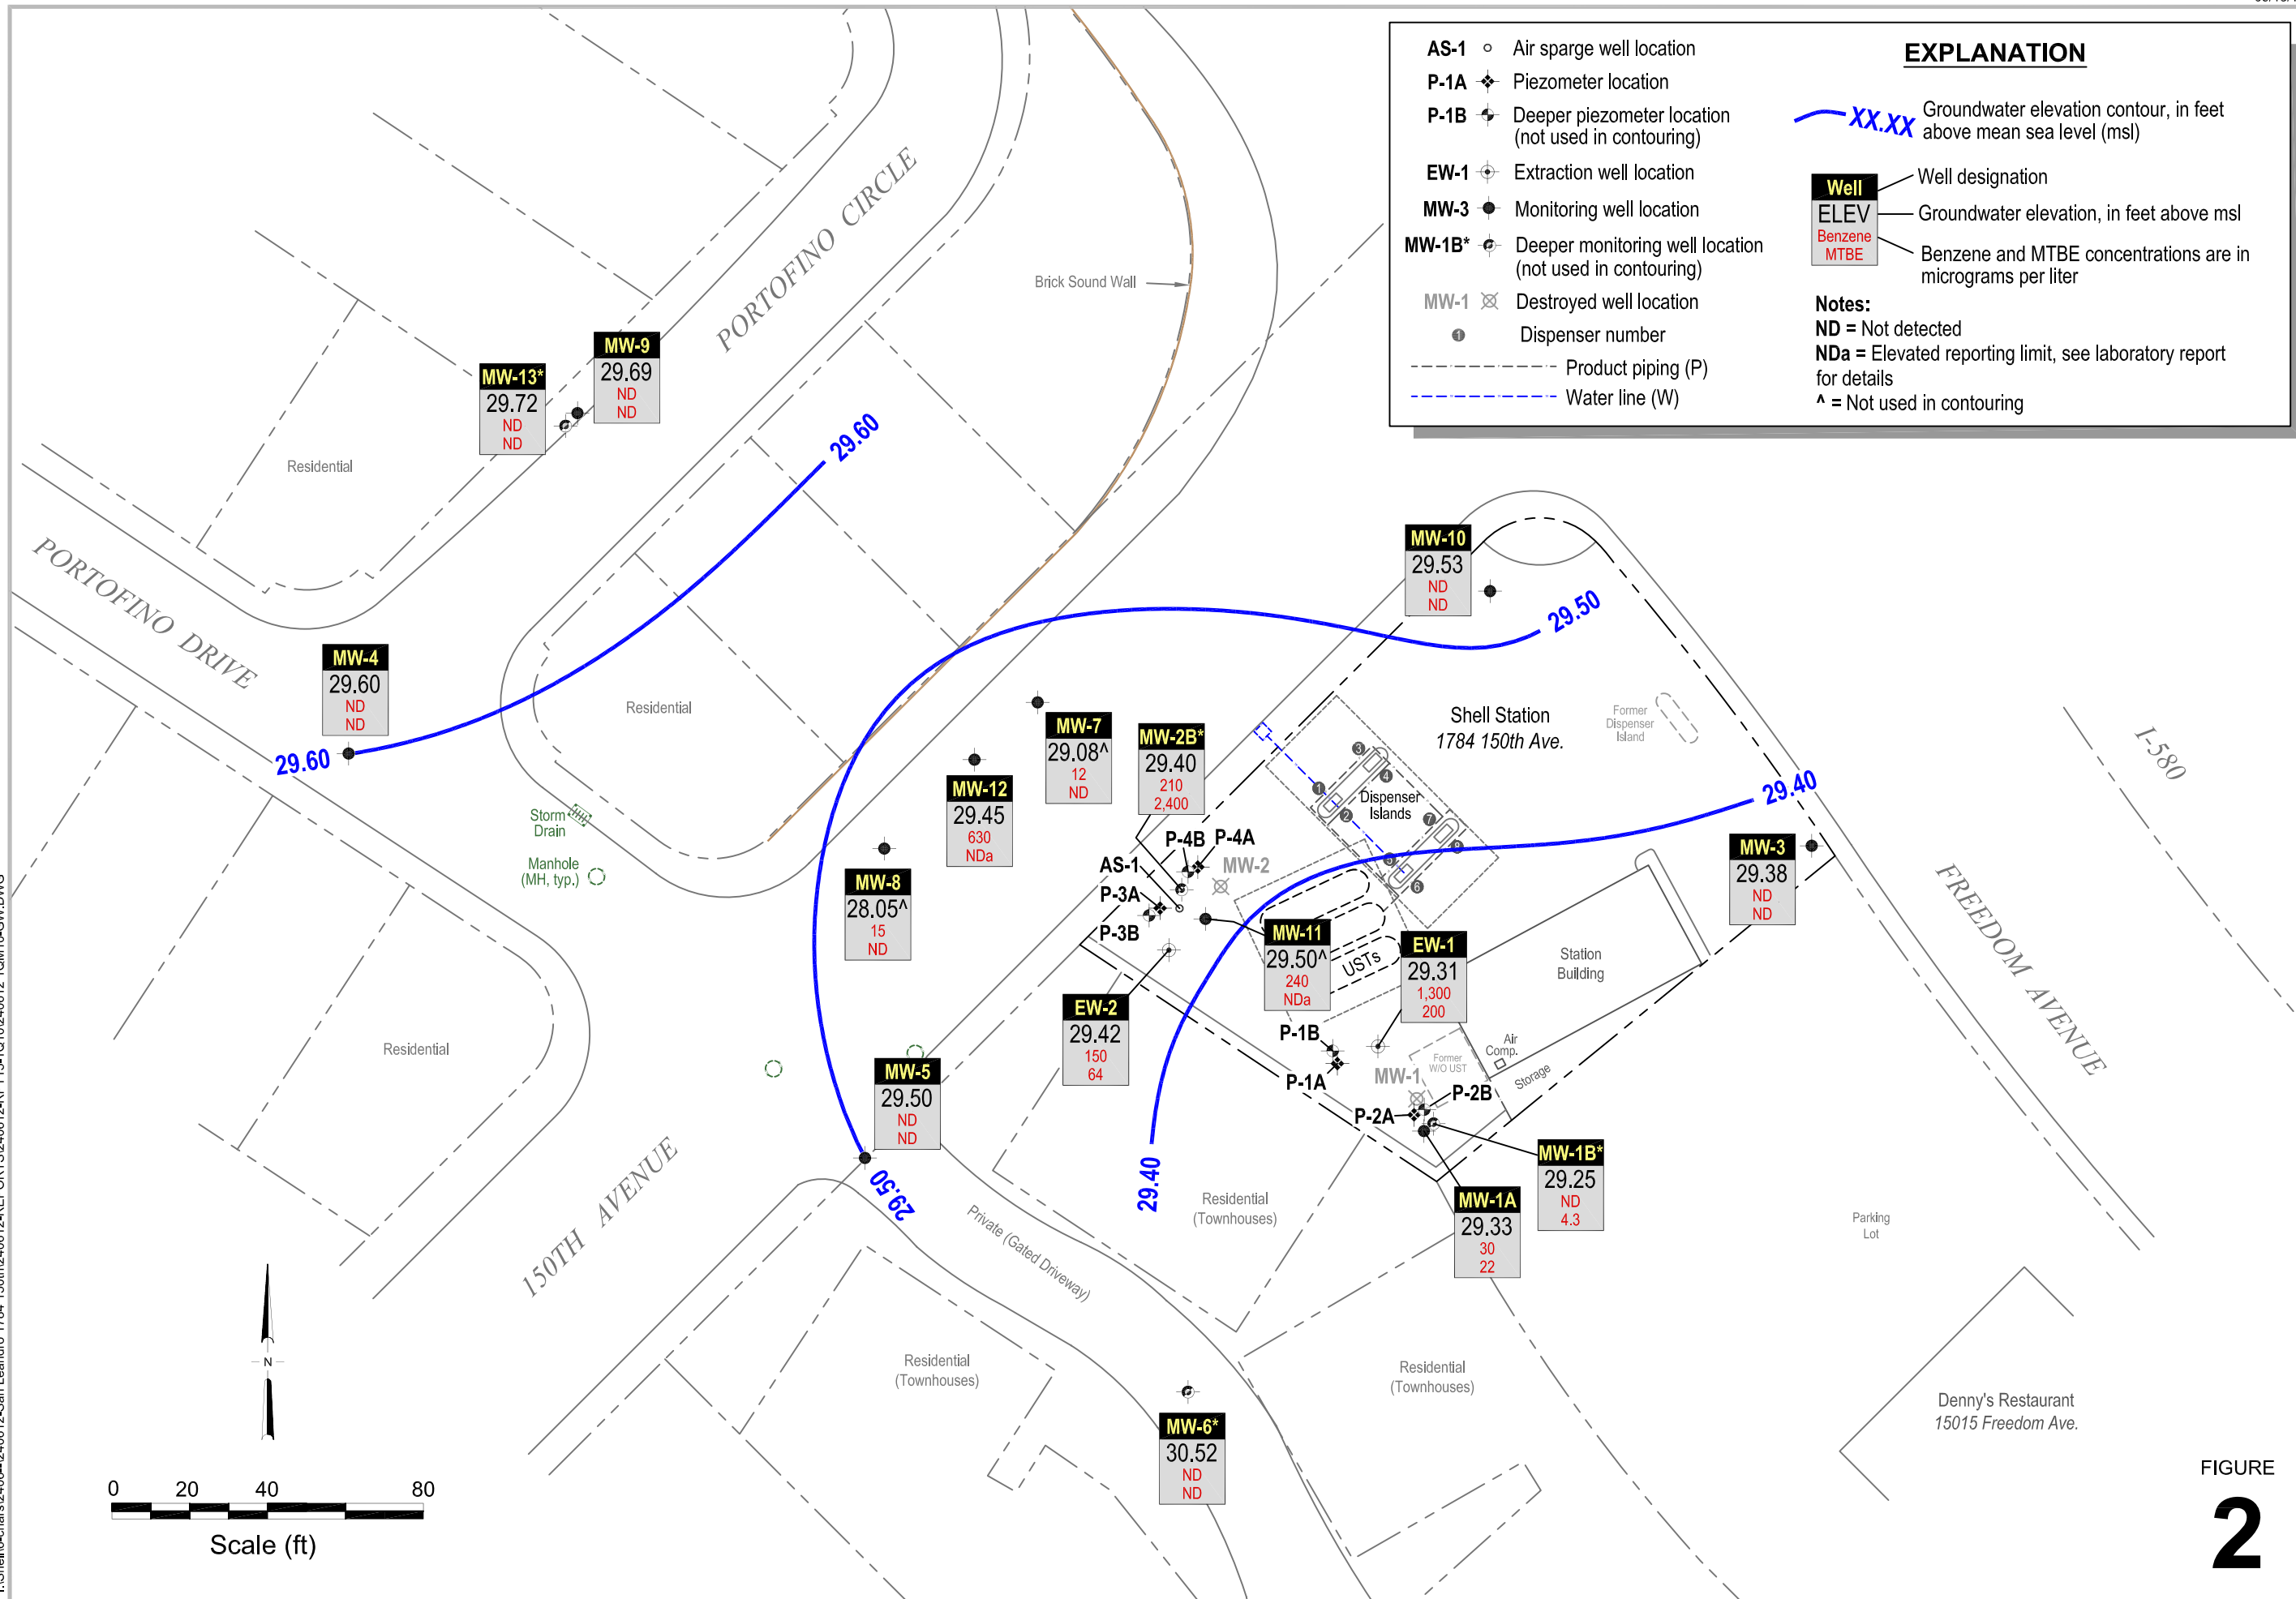 AS-1 Air sparge well location
P-1A Piezometer location
P-1B Deeper piezometer location
(not used in contouring)
EW-1 Extraction well location
MW-3 Monitoring well location
MW-1B* Deeper monitoring well location
(not used in contouring)
MW-1 Destroyed well location
1 Dispenser number
Product piping (P)
Water line (W)
EXPLANATION
XX.XX Groundwater elevation contour, in feet
above mean sea level (msl)
Well
ELEV
Benzene
MTBE
Well designation
Groundwater elevation, in feet above msl
Benzene and MTBE concentrations are in
micrograms per liter
Notes:
ND = Not detected
NDa = Elevated reporting limit, see laboratory report
for details
^ = Not used in contouring
PORTOFINO CIRCLE
Brick Sound Wall
MW-9
29.69
ND
ND
MW-13*
29.72
ND
ND
Residential
29.60
PORTOFINO DRIVE
MW-4
29.60
ND
ND
29.60
Residential
MW-10
29.53
ND
ND
29.50
Shell Station
1784 150th Ave.
Former
Dispenser
Island
I-580
MW-7
29.08^
12
ND
MW-2B*
29.40
210
2,400
MW-12
29.45
630
NDa
3
4
1
2
Dispenser
Islands
7
8
5
6
29.40
Storm
Drain
Manhole
(MH, typ.)
MW-8
28.05^
15
ND
P-4B
P-4A
AS-1
MW-2
P-3A
P-3B
MW-3
29.38
ND
ND
FREEDOM AVENUE
MW-11
29.50^
240
NDa
USTs
EW-1
29.31
1,300
200
Station
Building
EW-2
29.42
150
64
P-1B
P-1A
MW-1
Former
W/O UST
Air
Comp.
Storage
P-2A
P-2B
Residential
MW-5
29.50
ND
ND
29.50
29.40
MW-1B*
29.25
ND
4.3
MW-1A
29.33
30
22
Residential
(Townhouses)
Parking
Lot
150TH AVENUE
Private (Gated Driveway)
N
Residential
(Townhouses)
Residential
(Townhouses)
MW-6*
30.52
ND
ND
Denny's Restaurant
15015 Freedom Ave.
0 20 40 80
Scale (ft)
FIGURE
2